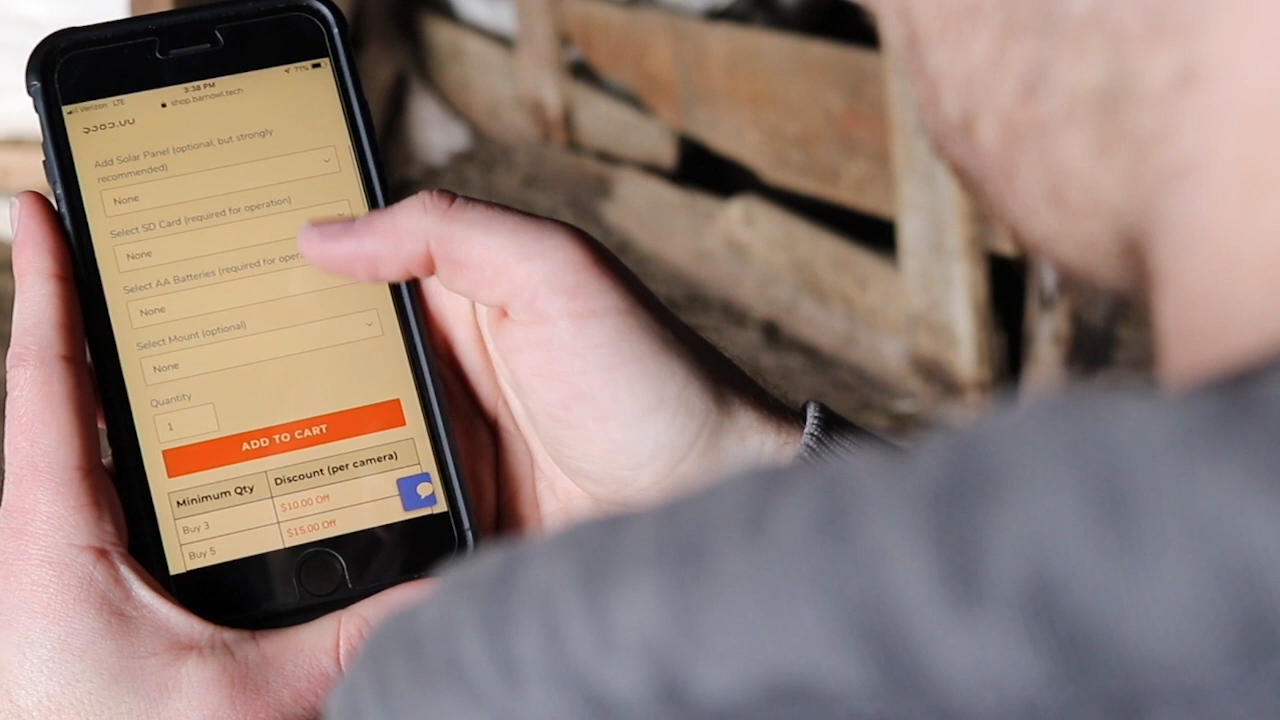 Verizon LTE
3:38 PM
77%
shop.barnowl.tech
Add Solar Panel (optional, but strongly
recommended)
None
Select SD Card (required for operation)
None
Select AA Batteries (required for
None
Select Mount (optional)
None
Quantity
1
ADD TO CART
Minimum Qty Discount (per camera)
Buy 3 $10.00 Off
Buy 5 $15.00 Off